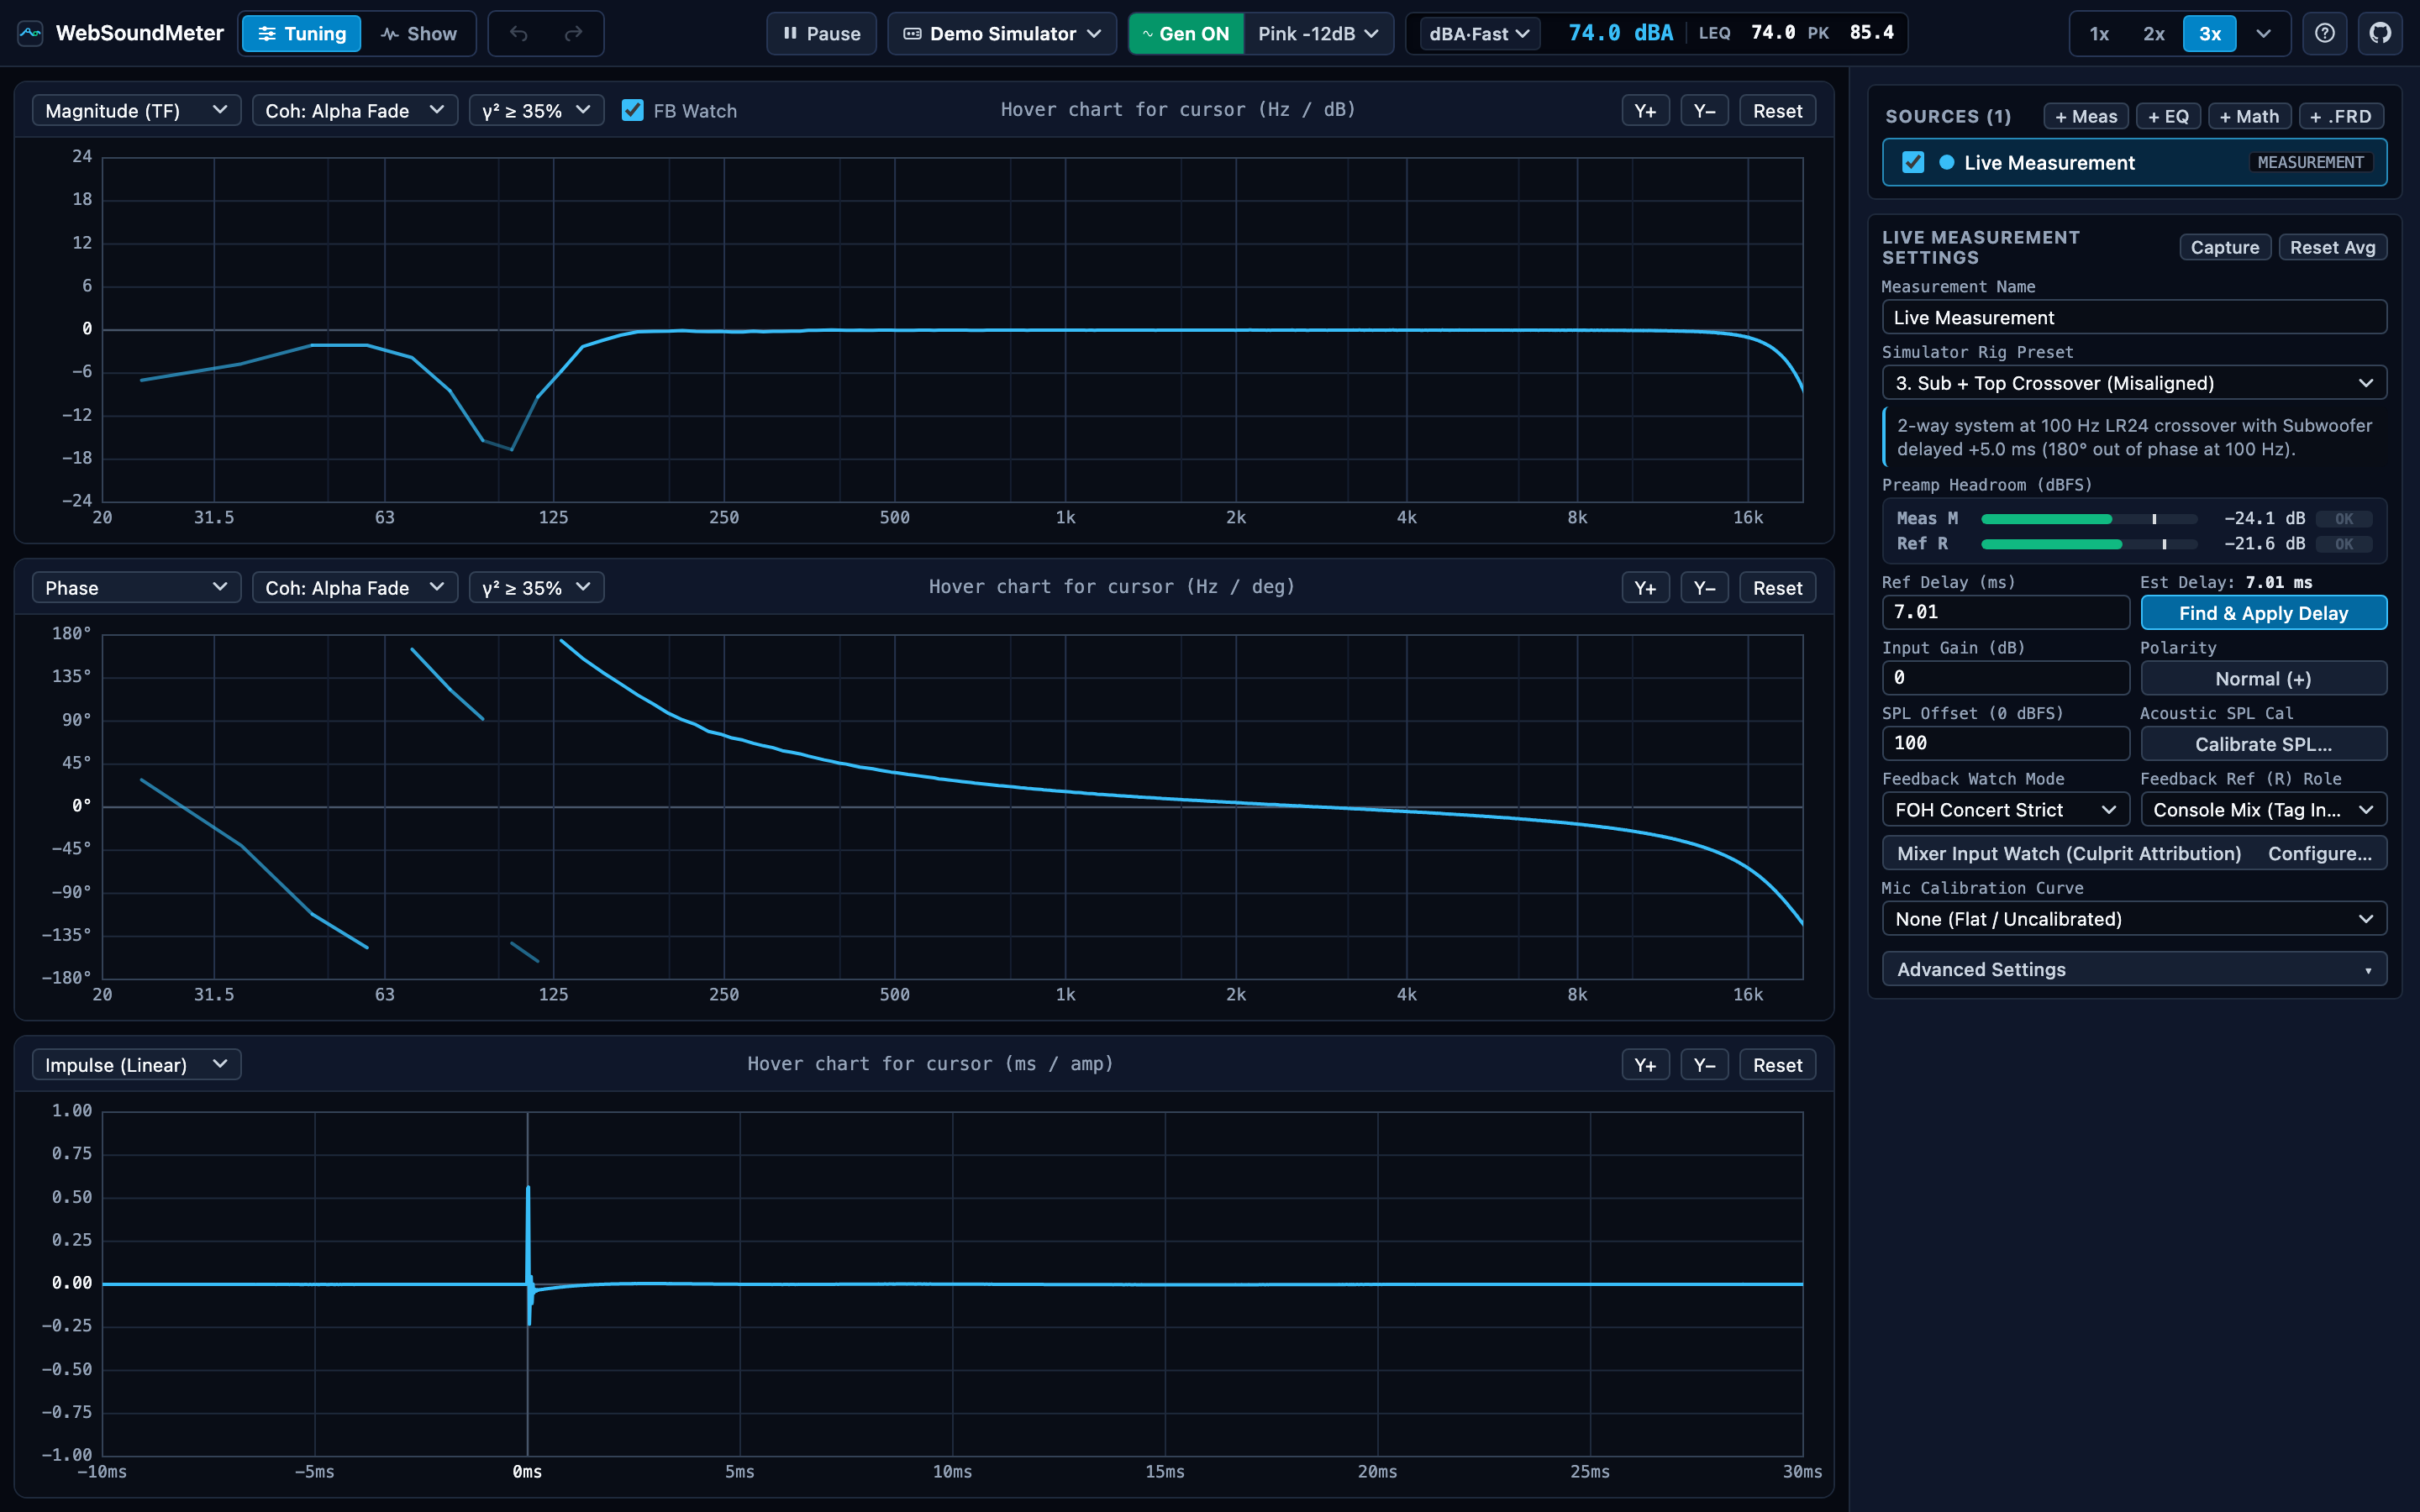 WebSoundMeter Tuning Show Pause Demo Simulator ~ Gen ON Pink -12dB dBA·Fast 74.0 dBA LEQ 74.0 PK 85.4 1x 2x 3x
Magnitude (TF) Coh: Alpha Fade γ² ≥ 35% FB Watch Hover chart for cursor (Hz / dB) Y+ Y− Reset
24
18
12
6
0
−6
−12
−18
−24
20 31.5 63 125 250 500 1k 2k 4k 8k 16k
Phase Coh: Alpha Fade γ² ≥ 35% Hover chart for cursor (Hz / deg) Y+ Y− Reset
180°
135°
90°
45°
0°
−45°
−90°
−135°
−180°
20 31.5 63 125 250 500 1k 2k 4k 8k 16k
Impulse (Linear) Hover chart for cursor (ms / amp) Y+ Y− Reset
1.00
0.75
0.50
0.25
0.00
−0.25
−0.50
−0.75
−1.00
−10ms −5ms 0ms 5ms 10ms 15ms 20ms 25ms 30ms
SOURCES (1) + Meas + EQ + Math + .FRD
Live Measurement MEASUREMENT
LIVE MEASUREMENT
SETTINGS
Capture Reset Avg
Measurement Name
Live Measurement
Simulator Rig Preset
3. Sub + Top Crossover (Misaligned)
2-way system at 100 Hz LR24 crossover with Subwoofer
delayed +5.0 ms (180° out of phase at 100 Hz).
Preamp Headroom (dBFS)
Meas M −24.1 dB OK
Ref R −21.6 dB OK
Ref Delay (ms) Est Delay: 7.01 ms
7.01 Find & Apply Delay
Input Gain (dB) Polarity
0 Normal (+)
SPL Offset (0 dBFS) Acoustic SPL Cal
100 Calibrate SPL...
Feedback Watch Mode Feedback Ref (R) Role
FOH Concert Strict Console Mix (Tag In...
Mixer Input Watch (Culprit Attribution) Configure...
Mic Calibration Curve
None (Flat / Uncalibrated)
Advanced Settings